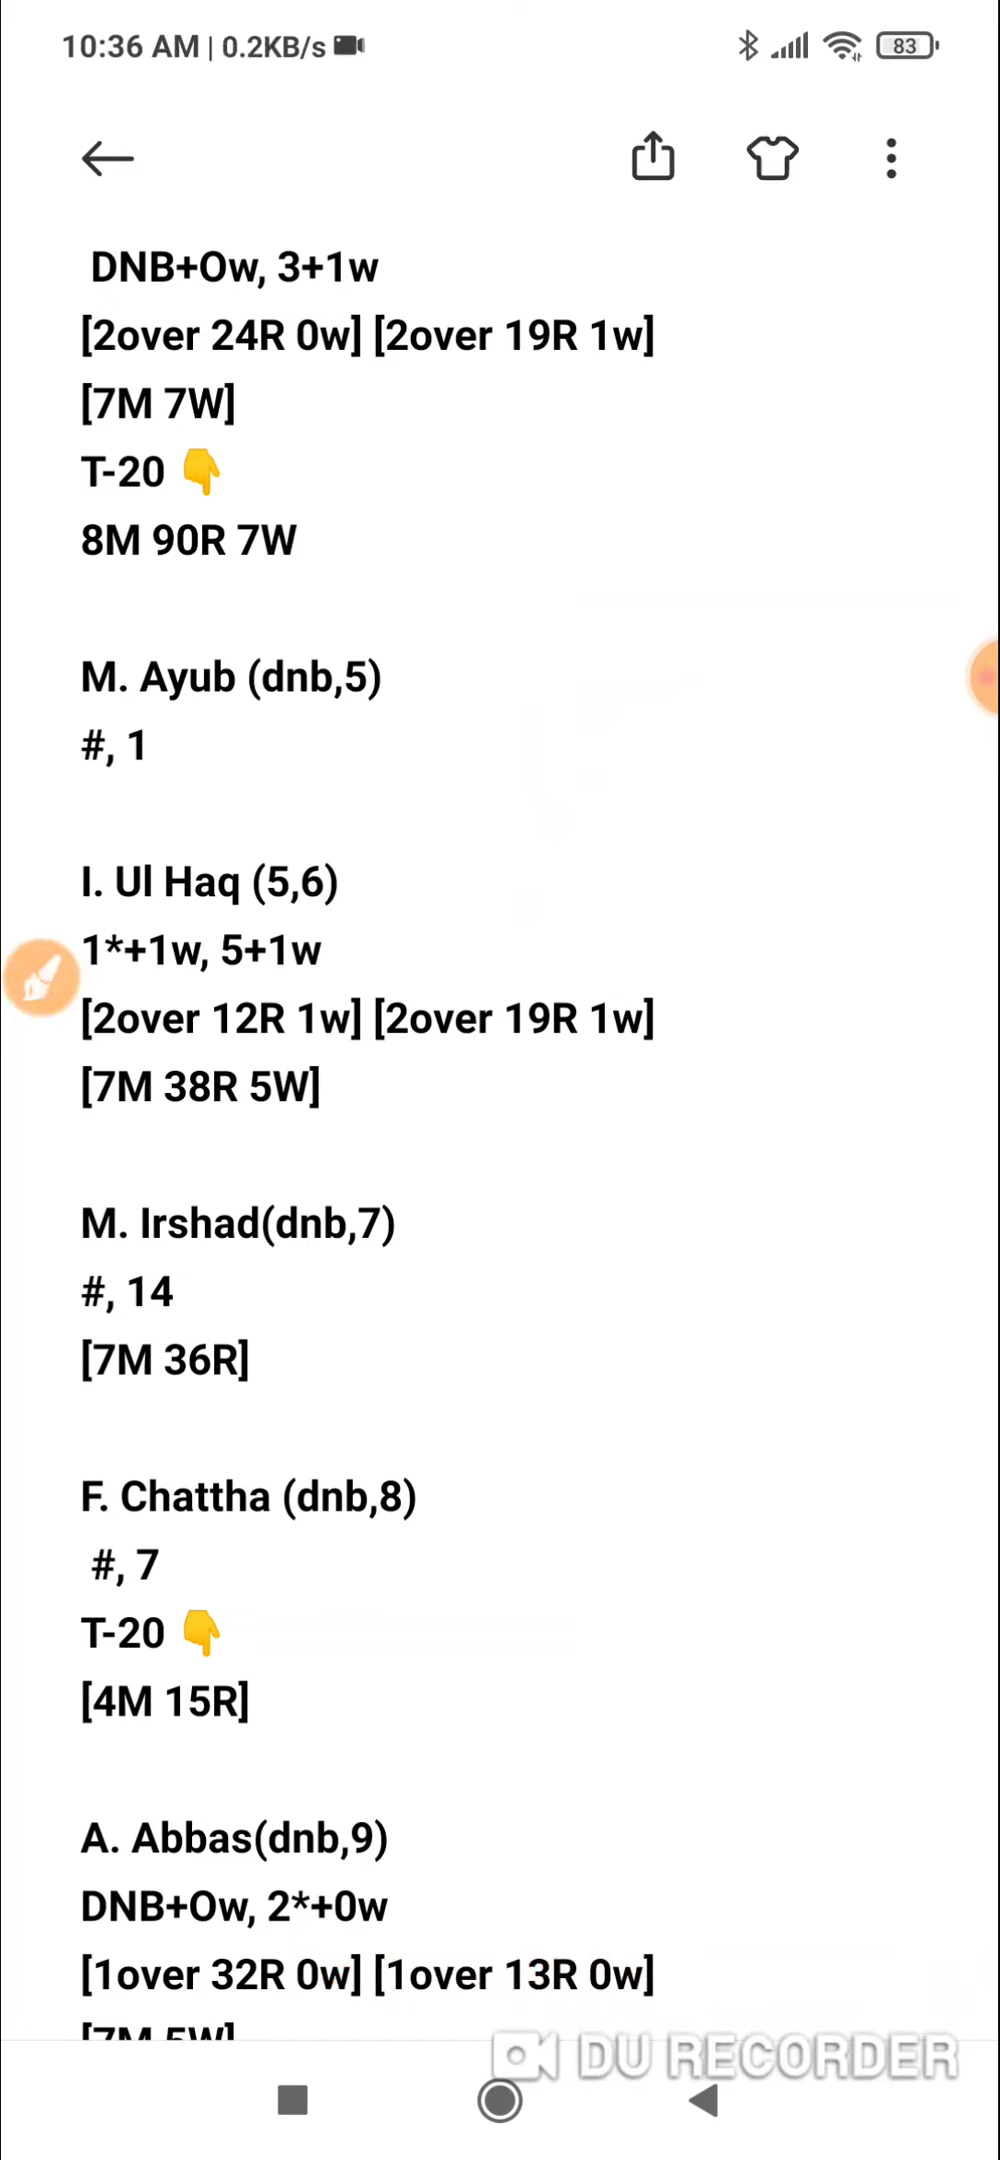 10:36 AM | 0.2KB/s
83
DNB+Ow, 3+1w
[2over 24R 0w] [2over 19R 1w]
[7M 7W]
T-20 👇
8M 90R 7W
M. Ayub (dnb,5)
#, 1
I. Ul Haq (5,6)
1*+1w, 5+1w
[2over 12R 1w] [2over 19R 1w]
[7M 38R 5W]
M. Irshad(dnb,7)
#, 14
[7M 36R]
F. Chattha (dnb,8)
#, 7
T-20 👇
[4M 15R]
A. Abbas(dnb,9)
DNB+Ow, 2*+0w
[1over 32R 0w] [1over 13R 0w]
[7M 5W]
DU RECORDER